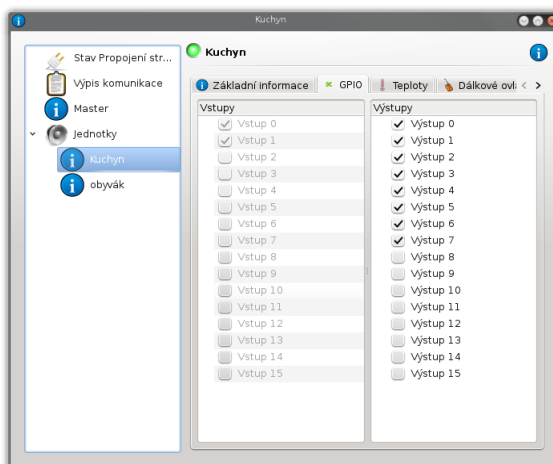 Kuchyn
Stav Propojení str...
Výpis komunikace
Master
Jednotky
Kuchyn
obyvák
Kuchyn
Základní informace
GPIO
Teploty
Dálkové ovl
Vstupy
Vstup 0
Vstup 1
Vstup 2
Vstup 3
Vstup 4
Vstup 5
Vstup 6
Vstup 7
Vstup 8
Vstup 9
Vstup 10
Vstup 11
Vstup 12
Vstup 13
Vstup 14
Vstup 15
Výstupy
Výstup 0
Výstup 1
Výstup 2
Výstup 3
Výstup 4
Výstup 5
Výstup 6
Výstup 7
Výstup 8
Výstup 9
Výstup 10
Výstup 11
Výstup 12
Výstup 13
Výstup 14
Výstup 15